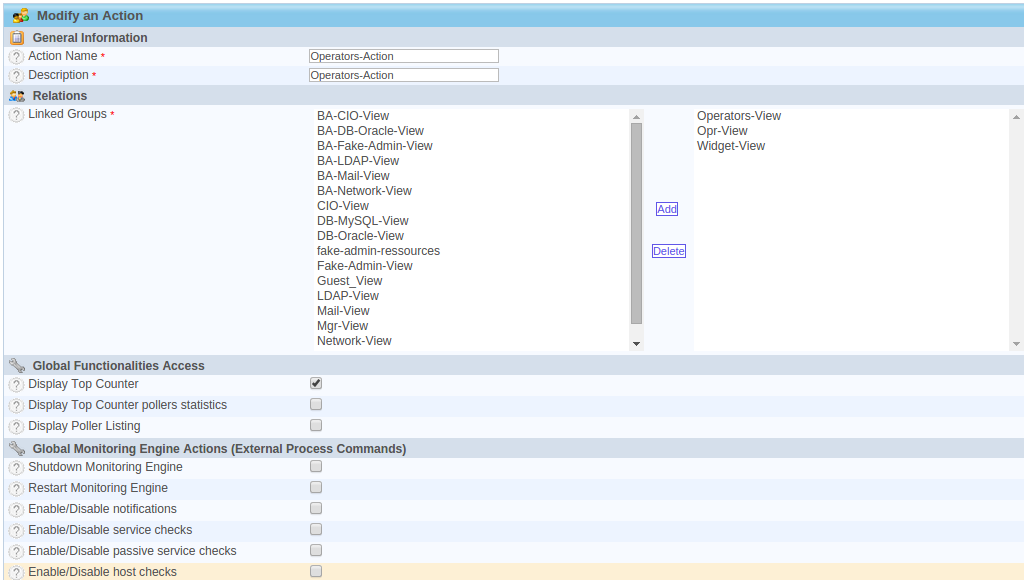 Modify an Action
General Information
? Action Name * Operators-Action
? Description * Operators-Action
Relations
? Linked Groups *
BA-CIO-View
BA-DB-Oracle-View
BA-Fake-Admin-View
BA-LDAP-View
BA-Mail-View
BA-Network-View
CIO-View
DB-MySQL-View
DB-Oracle-View
fake-admin-ressources
Fake-Admin-View
Guest_View
LDAP-View
Mail-View
Mgr-View
Network-View
Add
Delete
Operators-View
Opr-View
Widget-View
Global Functionalities Access
? Display Top Counter
? Display Top Counter pollers statistics
? Display Poller Listing
Global Monitoring Engine Actions (External Process Commands)
? Shutdown Monitoring Engine
? Restart Monitoring Engine
? Enable/Disable notifications
? Enable/Disable service checks
? Enable/Disable passive service checks
? Enable/Disable host checks